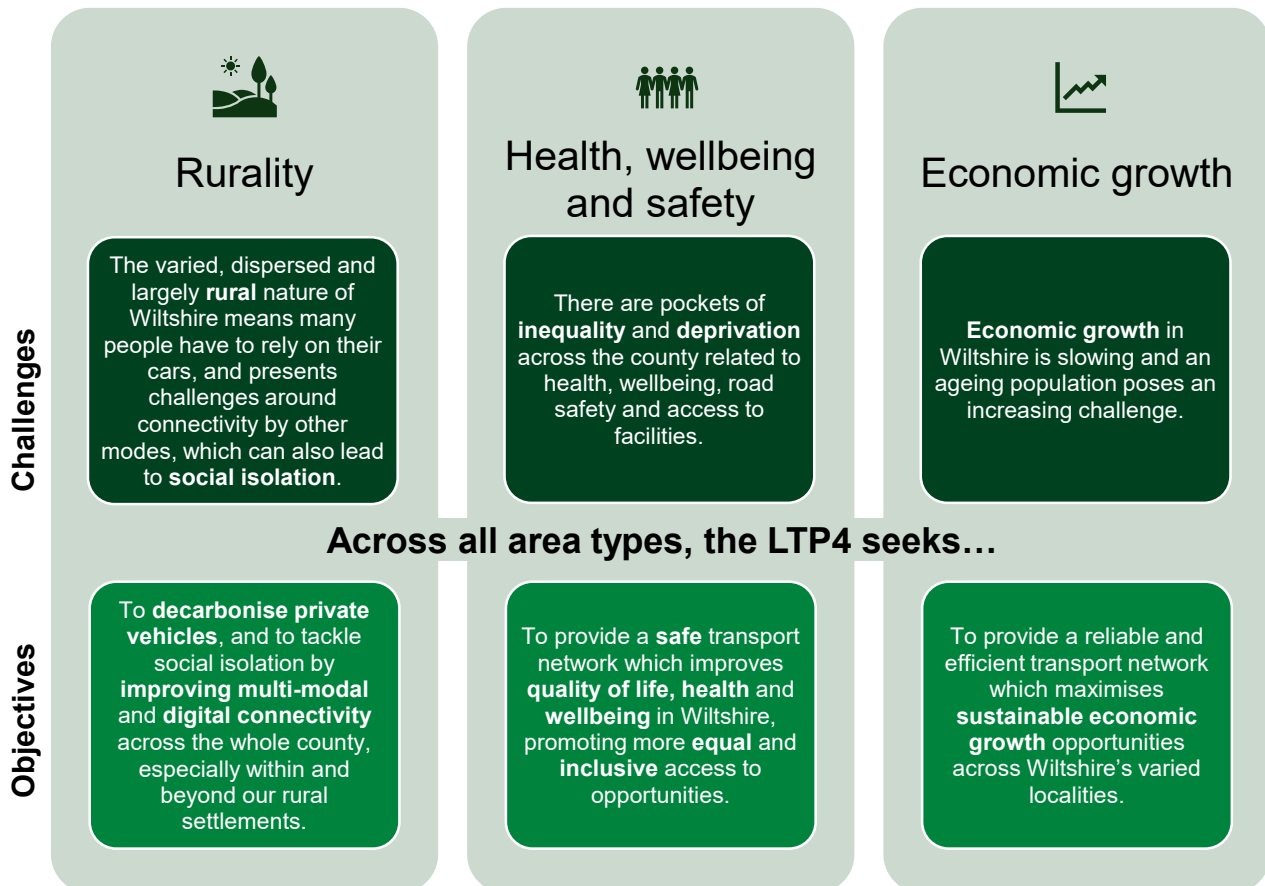 Rurality
Health, wellbeing
and safety
Economic growth
Challenges
The varied, dispersed and
largely rural nature of
Wiltshire means many
people have to rely on their
cars, and presents
challenges around
connectivity by other
modes, which can also lead
to social isolation.
There are pockets of
inequality and deprivation
across the county related to
health, wellbeing, road
safety and access to
facilities.
Economic growth in
Wiltshire is slowing and an
ageing population poses an
increasing challenge.
Across all area types, the LTP4 seeks…
Objectives
To decarbonise private
vehicles, and to tackle
social isolation by
improving multi-modal
and digital connectivity
across the whole county,
especially within and
beyond our rural
settlements.
To provide a safe transport
network which improves
quality of life, health and
wellbeing in Wiltshire,
promoting more equal and
inclusive access to
opportunities.
To provide a reliable and
efficient transport network
which maximises
sustainable economic
growth opportunities
across Wiltshire’s varied
localities.